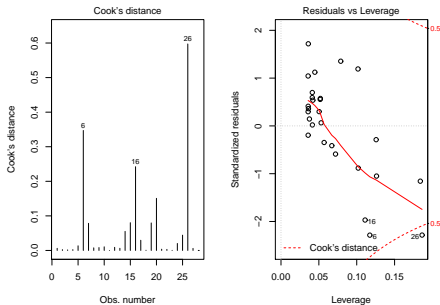 Cook's distance
Cook's distance
0.0 0.1 0.2 0.3 0.4 0.5 0.6
6
16
26
0 5 10 15 20 25
Obs. number
Residuals vs Leverage
Standardized residuals
-2 -1 0 1 2
0.5
0.5
16
6
26
Cook's distance
0.00 0.05 0.10 0.15
Leverage